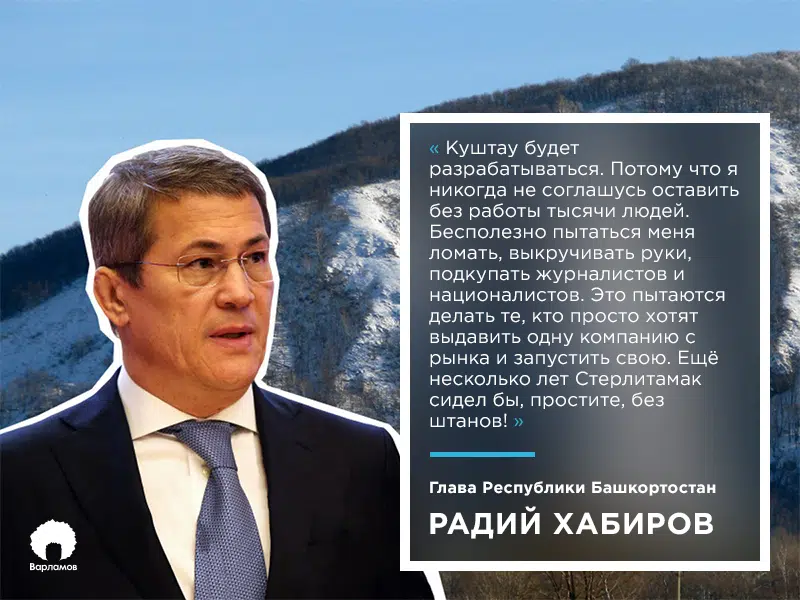 « Куштау будет
разрабатываться. Потому что я
никогда не соглашусь оставить
без работы тысячи людей.
Бесполезно пытаться меня
ломать, выкручивать руки,
подкупать журналистов и
националистов. Это пытаются
делать те, кто просто хотят
выдавить одну компанию с
рынка и запустить свою. Ещё
несколько лет Стерлитамак
сидел бы, простите, без
штанов! »
Глава Республики Башкортостан
РАДИЙ ХАБИРОВ
Варламов